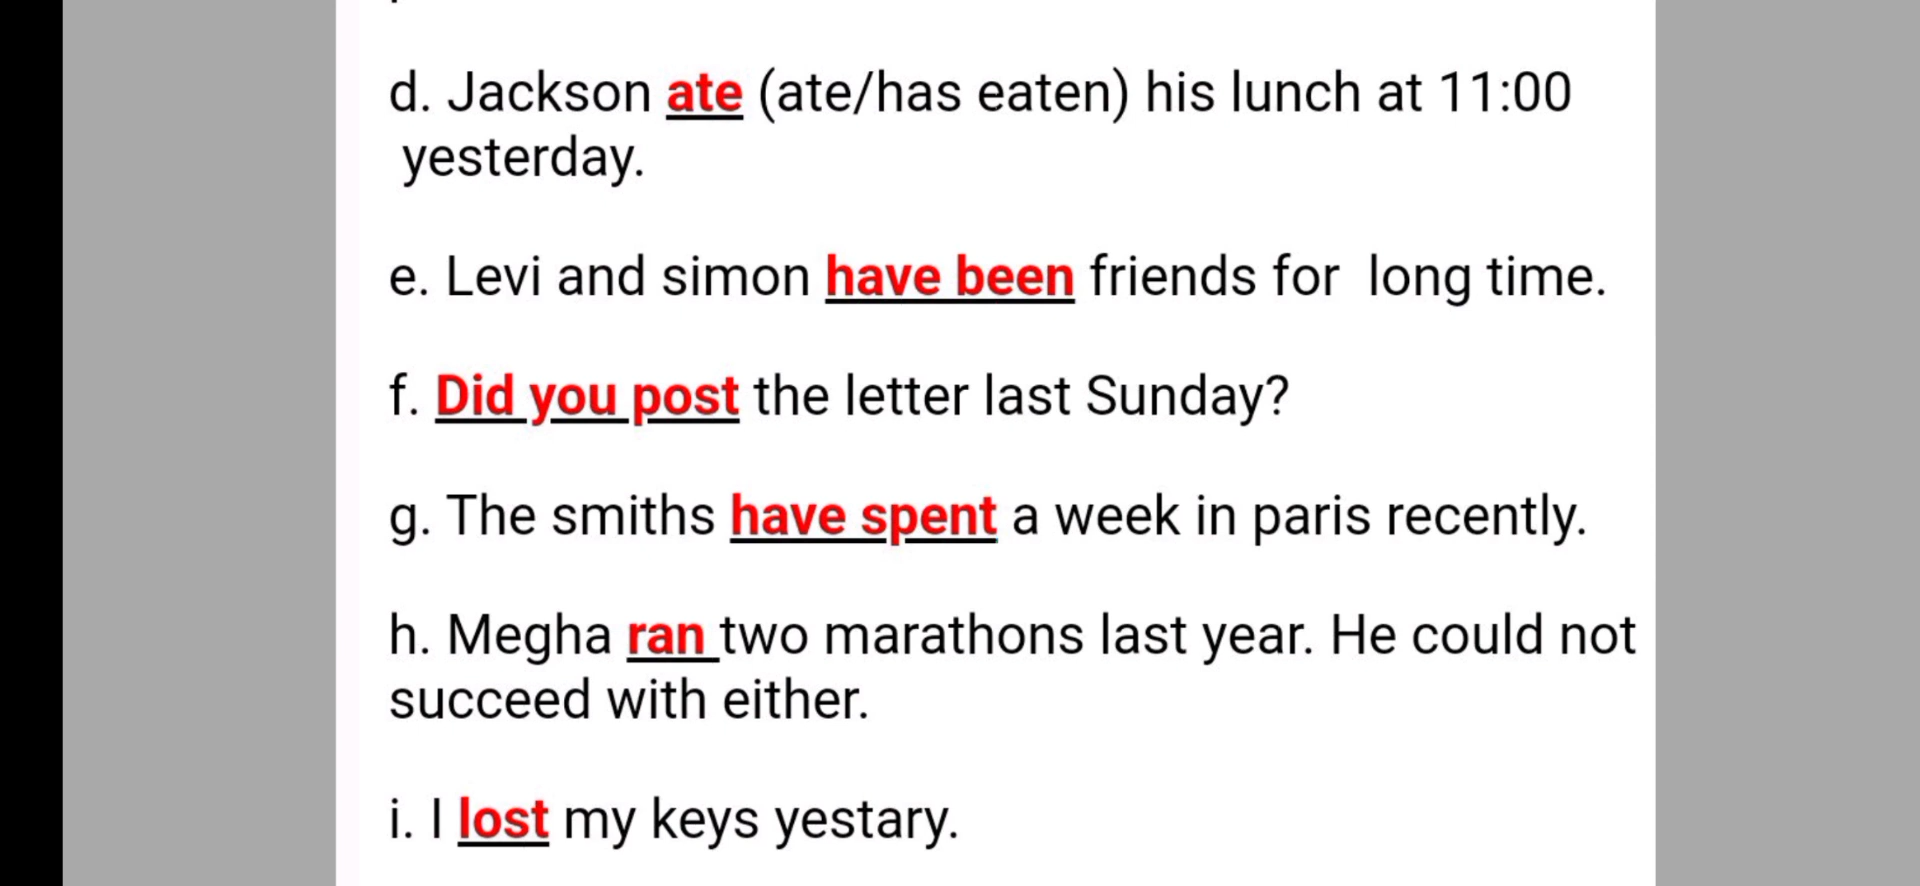 d. Jackson ate (ate/has eaten) his lunch at 11:00
yesterday.
e. Levi and simon have been friends for long time.
f. Did you post the letter last Sunday?
g. The smiths have spent a week in paris recently.
h. Megha ran two marathons last year. He could not
succeed with either.
i. I lost my keys yestary.